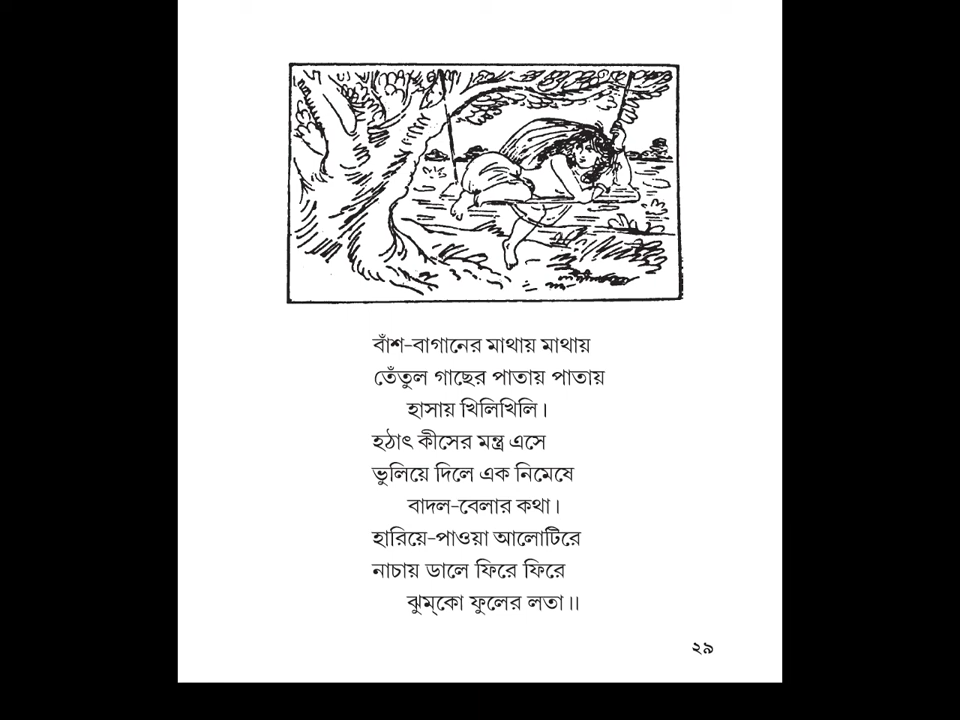 বাঁশ-বাগানের মাথায় মাথায়
তেঁতুল গাছের পাতায় পাতায়
হাসায় খিলিখিলি।
হঠাৎ কীসের মন্ত্র এসে
ভুলিয়ে দিলে এক নিমেষে
বাদল-বেলার কথা।
হারিয়ে-পাওয়া আলোটিরে
নাচায় ডালে ফিরে ফিরে
ঝুম্‌কো ফুলের লতা॥
২৯